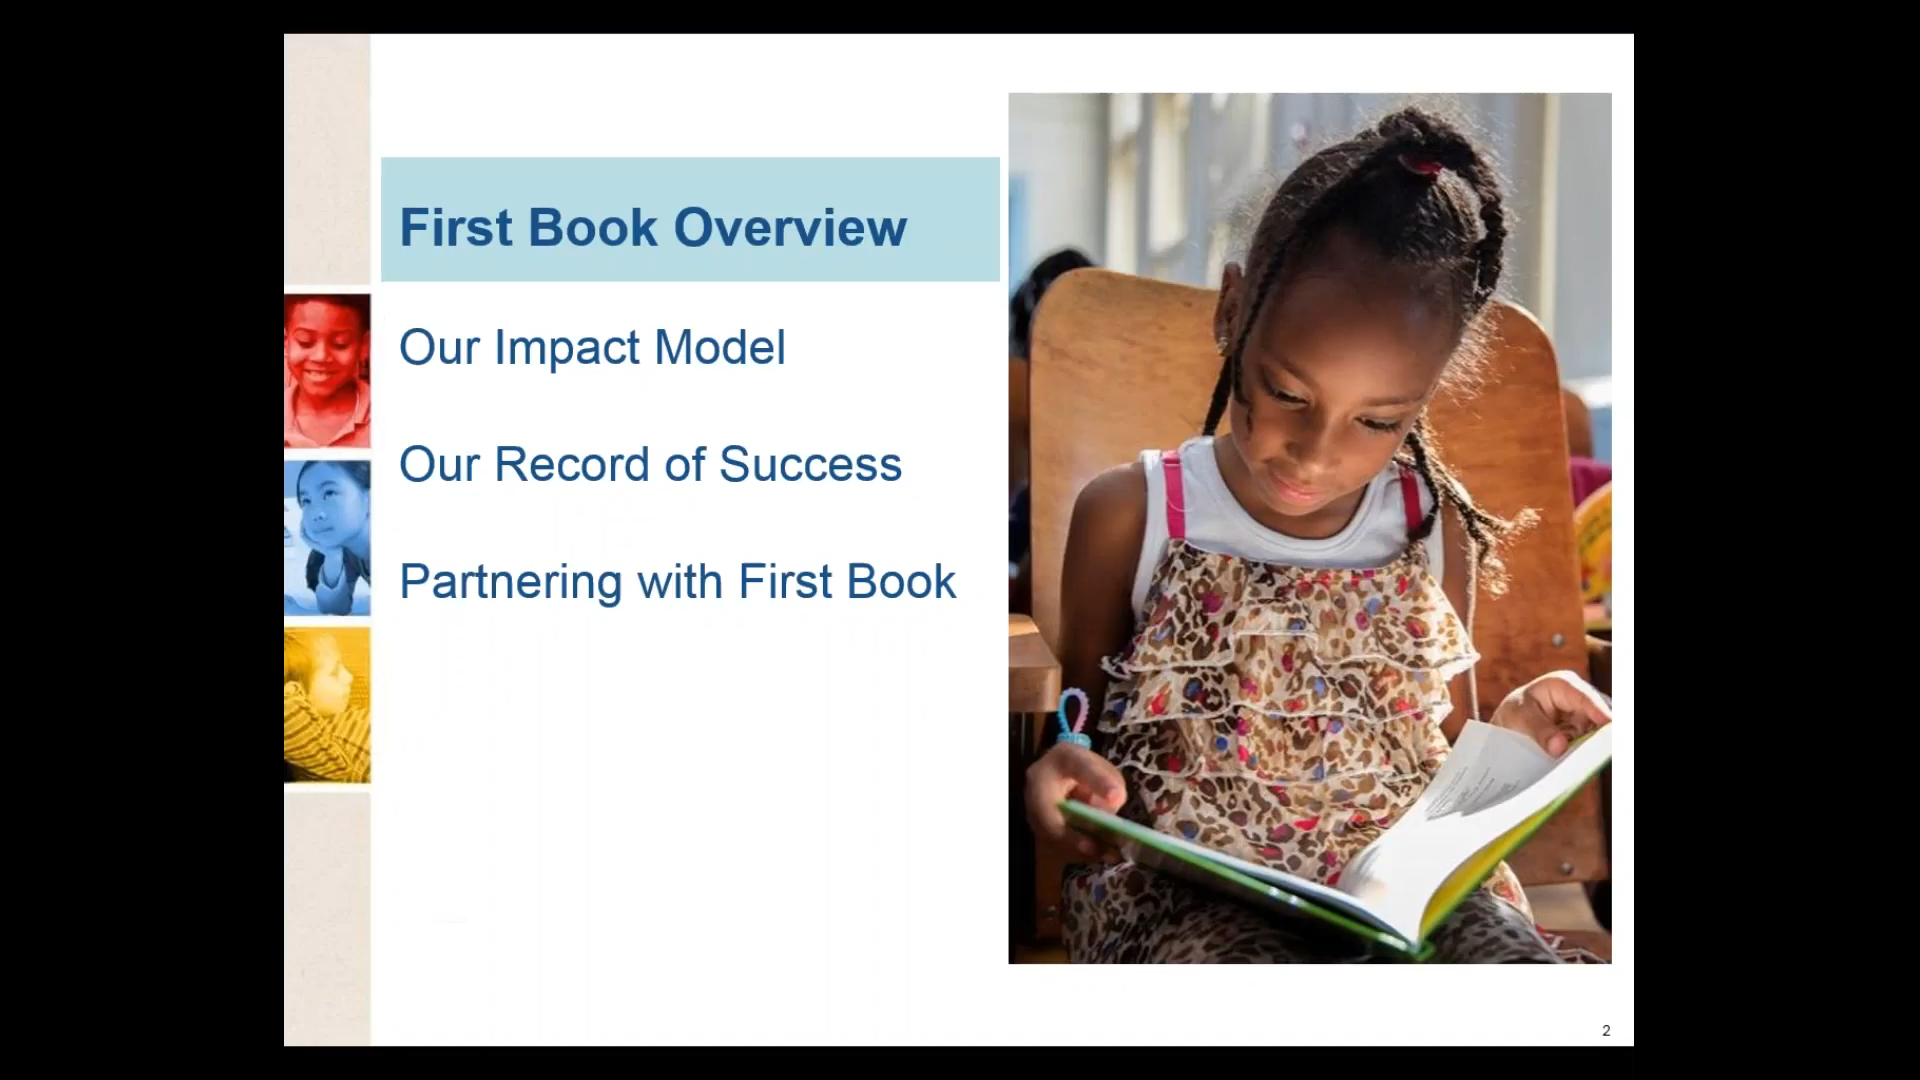 First Book Overview
Our Impact Model
Our Record of Success
Partnering with First Book
2